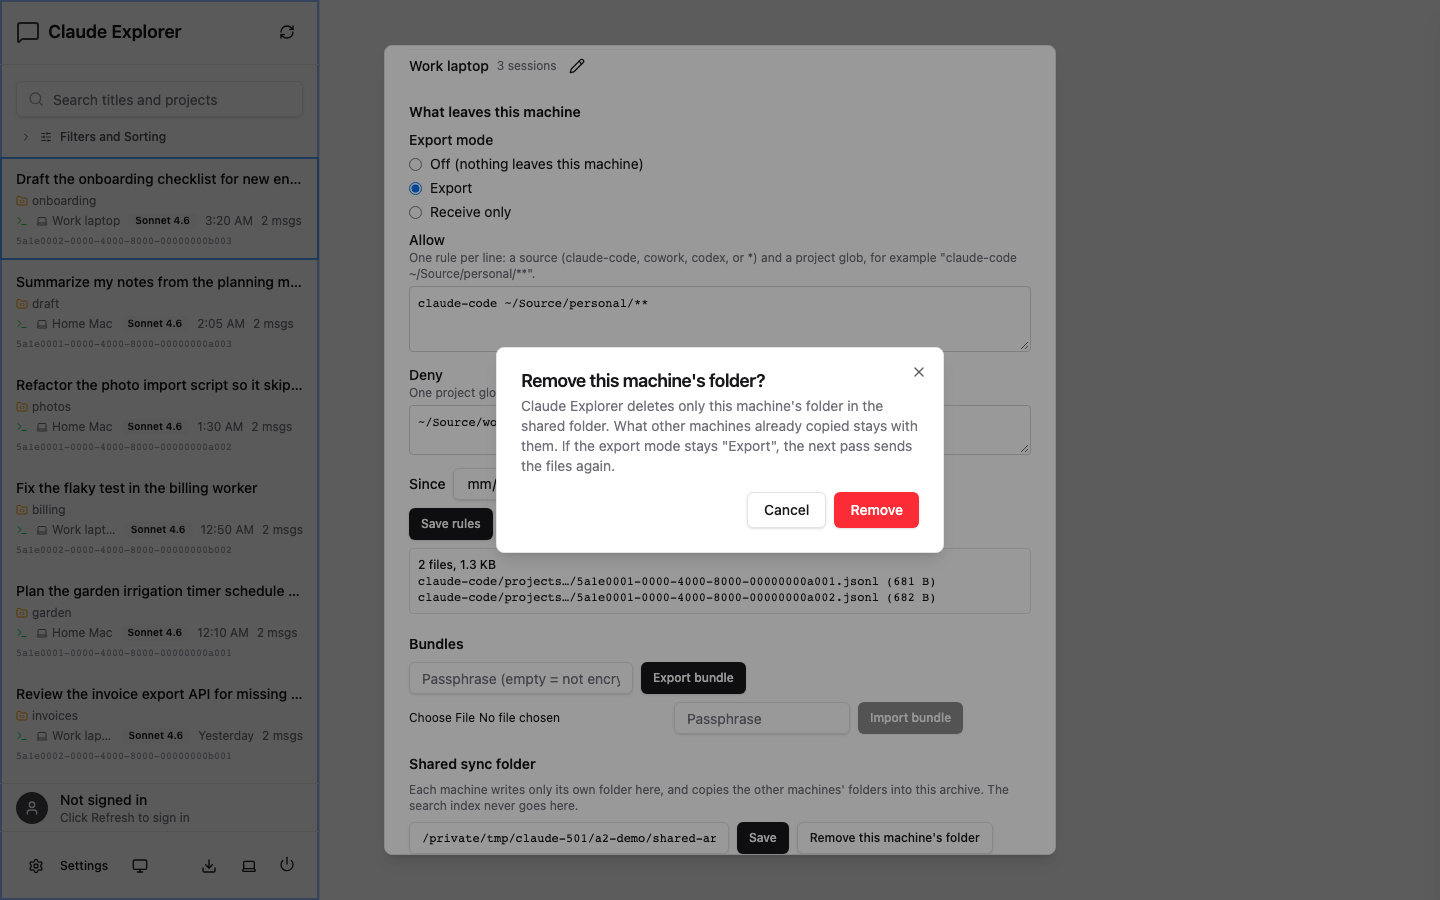 Claude Explorer
Search titles and projects
Filters and Sorting
Draft the onboarding checklist for new en...
onboarding
Work laptop Sonnet 4.6 3:20 AM 2 msgs
5a1e0002-0000-4000-8000-00000000b003
Summarize my notes from the planning m...
draft
Home Mac Sonnet 4.6 2:05 AM 2 msgs
5a1e0001-0000-4000-8000-00000000a003
Refactor the photo import script so it skip...
photos
Home Mac Sonnet 4.6 1:30 AM 2 msgs
5a1e0001-0000-4000-8000-00000000a002
Fix the flaky test in the billing worker
billing
Work lapt... Sonnet 4.6 12:50 AM 2 msgs
5a1e0002-0000-4000-8000-00000000b002
Plan the garden irrigation timer schedule ...
garden
Home Mac Sonnet 4.6 12:10 AM 2 msgs
5a1e0001-0000-4000-8000-00000000a001
Review the invoice export API for missing ...
invoices
Work lap... Sonnet 4.6 Yesterday 2 msgs
5a1e0002-0000-4000-8000-00000000b001
Not signed in
Click Refresh to sign in
Settings
Work laptop 3 sessions
What leaves this machine
Export mode
Off (nothing leaves this machine)
Export
Receive only
Allow
One rule per line: a source (claude-code, cowork, codex, or *) and a project glob, for example "claude-code
~/Source/personal/**".
claude-code ~/Source/personal/**
Deny
One project glo
~/Source/wo
Since mm/
Save rules
Remove this machine's folder?
Claude Explorer deletes only this machine's folder in the
shared folder. What other machines already copied stays with
them. If the export mode stays "Export", the next pass sends
the files again.
Cancel Remove
2 files, 1.3 KB
claude-code/projects…/5a1e0001-0000-4000-8000-00000000a001.jsonl (681 B)
claude-code/projects…/5a1e0001-0000-4000-8000-00000000a002.jsonl (682 B)
Bundles
Passphrase (empty = not encry Export bundle
Choose File No file chosen Passphrase Import bundle
Shared sync folder
Each machine writes only its own folder here, and copies the other machines' folders into this archive. The
search index never goes here.
/private/tmp/claude-501/a2-demo/shared-ar Save Remove this machine's folder